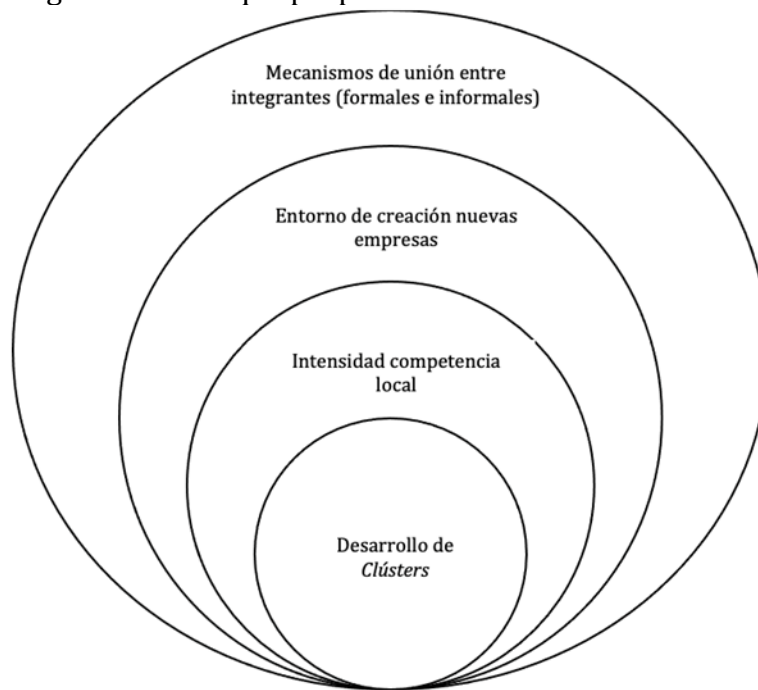 Mecanismos de unión entre
integrantes (formales e informales)
Entorno de creación nuevas
empresas
Intensidad competencia
local
Desarrollo de
Clústers